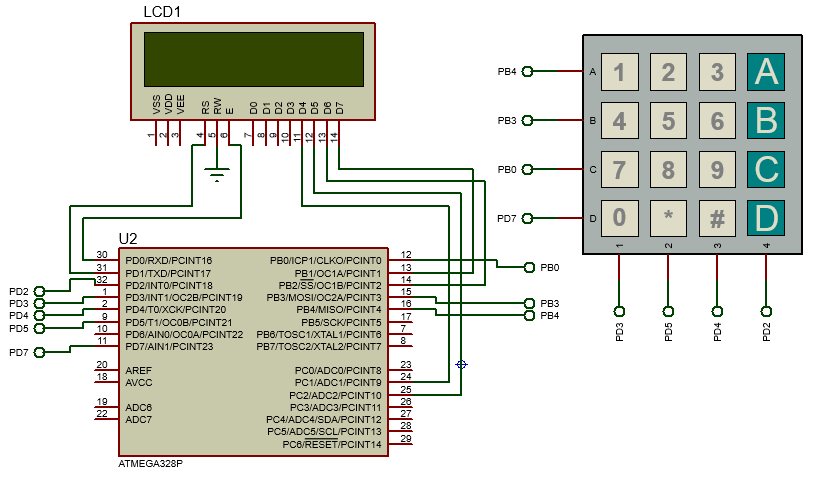 LCD1
VSS VDD VEE RS RW E D0 D1 D2 D3 D4 D5 D6 D7
1 2 3 4 5 6 7 8 9 10 11 12 13 14
U2
30 PD0/RXD/PCINT16 PB0/ICP1/CLKO/PCINT0 12
31 PD1/TXD/PCINT17 PB1/OC1A/PCINT1 13
32 PD2/INT0/PCINT18 PB2/SS/OC1B/PCINT2 14
1 PD3/INT1/OC2B/PCINT19 PB3/MOSI/OC2A/PCINT3 15
2 PD4/T0/XCK/PCINT20 PB4/MISO/PCINT4 16
9 PD5/T1/OC0B/PCINT21 PB5/SCK/PCINT5 17
10 PD6/AIN0/OC0A/PCINT22 PB6/TOSC1/XTAL1/PCINT6 7
11 PD7/AIN1/PCINT23 PB7/TOSC2/XTAL2/PCINT7 8
20 AREF PC0/ADC0/PCINT8 23
18 AVCC PC1/ADC1/PCINT9 24
PC2/ADC2/PCINT10 25
19 ADC6 PC3/ADC3/PCINT11 26
22 ADC7 PC4/ADC4/SDA/PCINT12 27
PC5/ADC5/SCL/PCINT13 28
PC6/RESET/PCINT14 29
ATMEGA328P
PD2
PD3
PD4
PD5
PD7
PB0
PB3
PB4
PB4 A 1 2 3 A
PB3 B 4 5 6 B
PB0 C 7 8 9 C
PD7 D 0 * # D
1 2 3 4
PD3 PD5 PD4 PD2